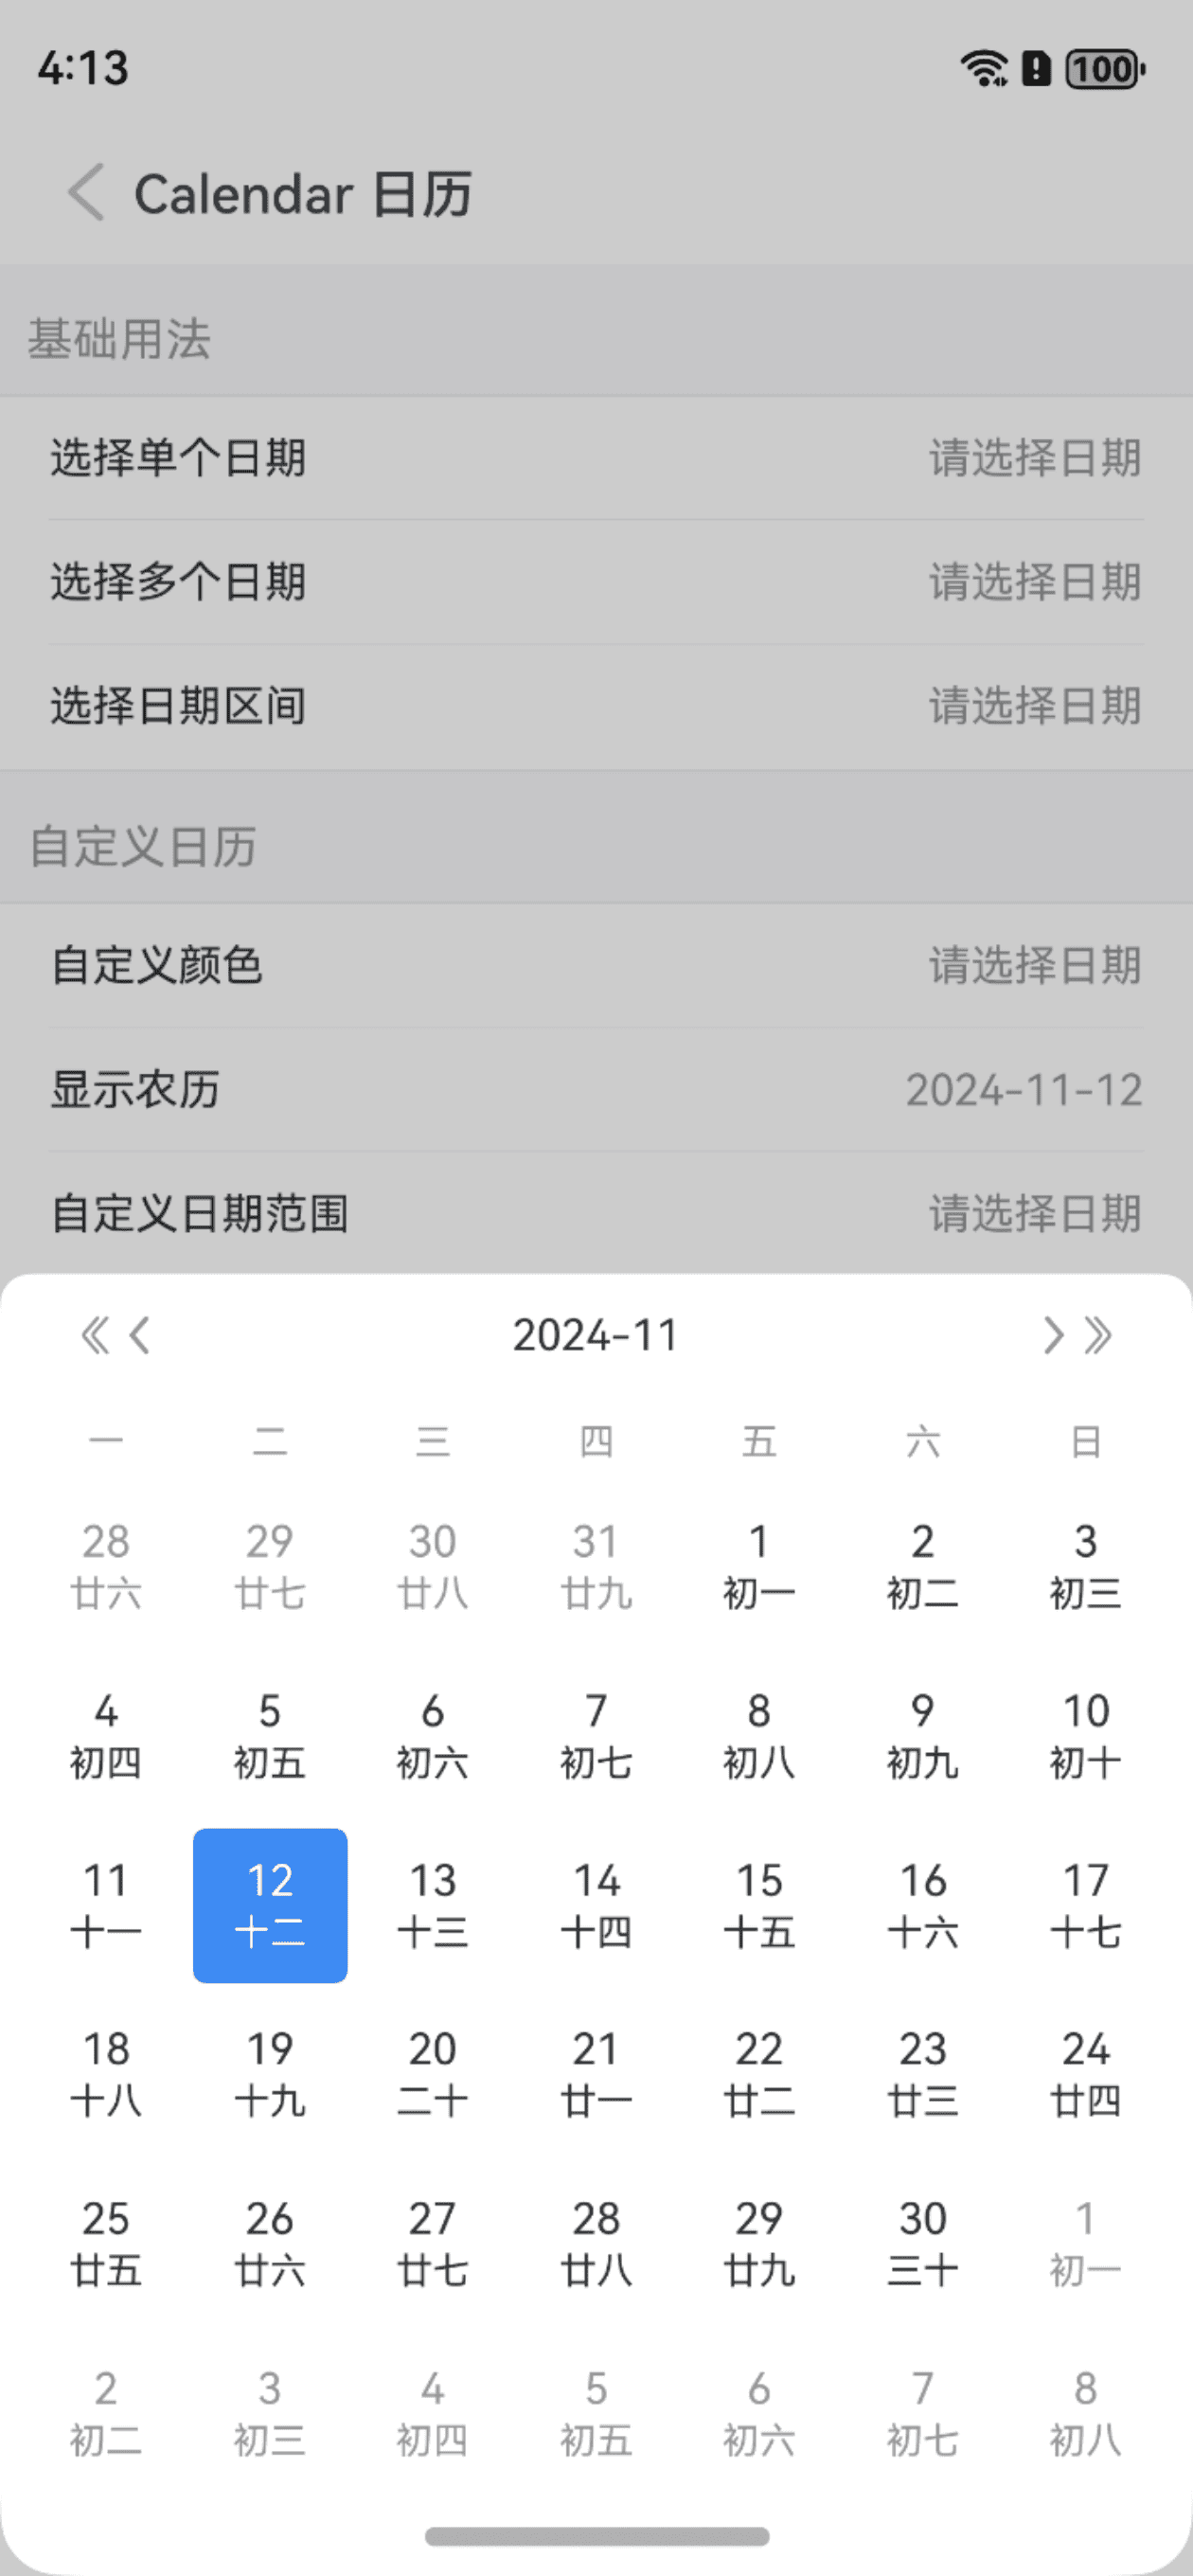 4:13
100
Calendar 日历
基础用法
选择单个日期 请选择日期
选择多个日期 请选择日期
选择日期区间 请选择日期
自定义日历
自定义颜色 请选择日期
显示农历 2024-11-12
自定义日期范围 请选择日期
2024-11
一 二 三 四 五 六 日
28 29 30 31 1 2 3
廿六 廿七 廿八 廿九 初一 初二 初三
4 5 6 7 8 9 10
初四 初五 初六 初七 初八 初九 初十
11 12 13 14 15 16 17
十一 十二 十三 十四 十五 十六 十七
18 19 20 21 22 23 24
十八 十九 二十 廿一 廿二 廿三 廿四
25 26 27 28 29 30 1
廿五 廿六 廿七 廿八 廿九 三十 初一
2 3 4 5 6 7 8
初二 初三 初四 初五 初六 初七 初八